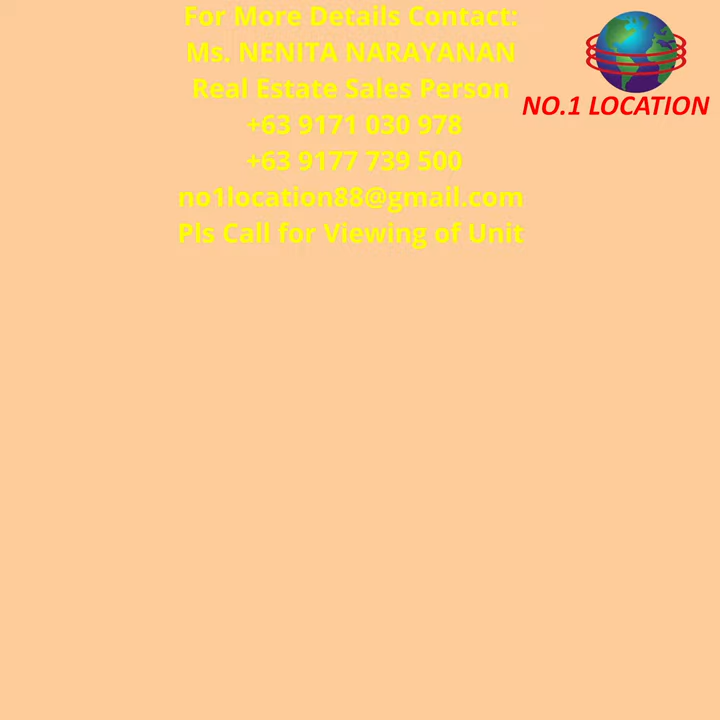 For More Details Contact:
Ms. NENITA NARAYANAN
Real Estate Sales Person
+63 9171 030 978
+63 9177 739 500
no1location88@gmail.com
Pls Call for Viewing of Unit
NO.1 LOCATION